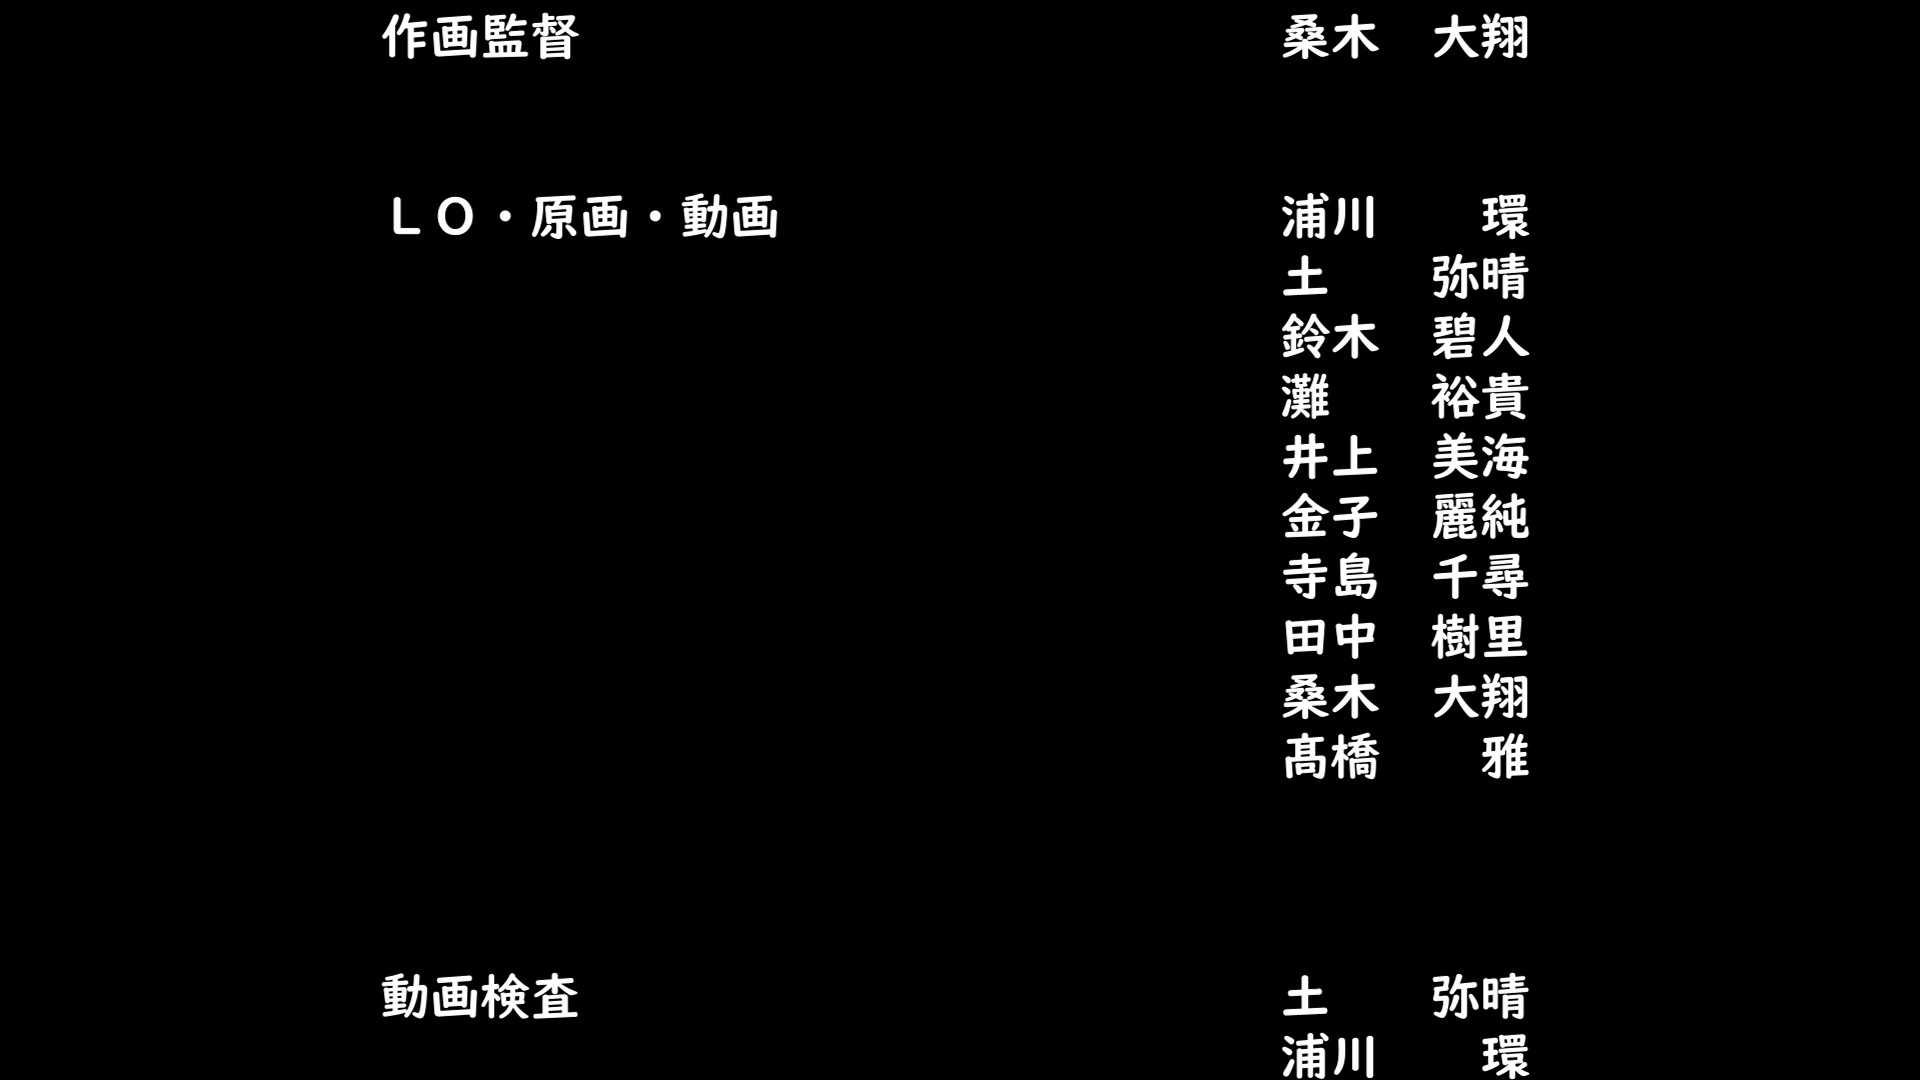 作画監督　桑木　大翔
ＬＯ・原画・動画　浦川　　環
土　　弥晴
鈴木　碧人
灘　　裕貴
井上　美海
金子　麗純
寺島　千尋
田中　樹里
桑木　大翔
髙橋　　雅
動画検査　土　　弥晴
浦川　　環